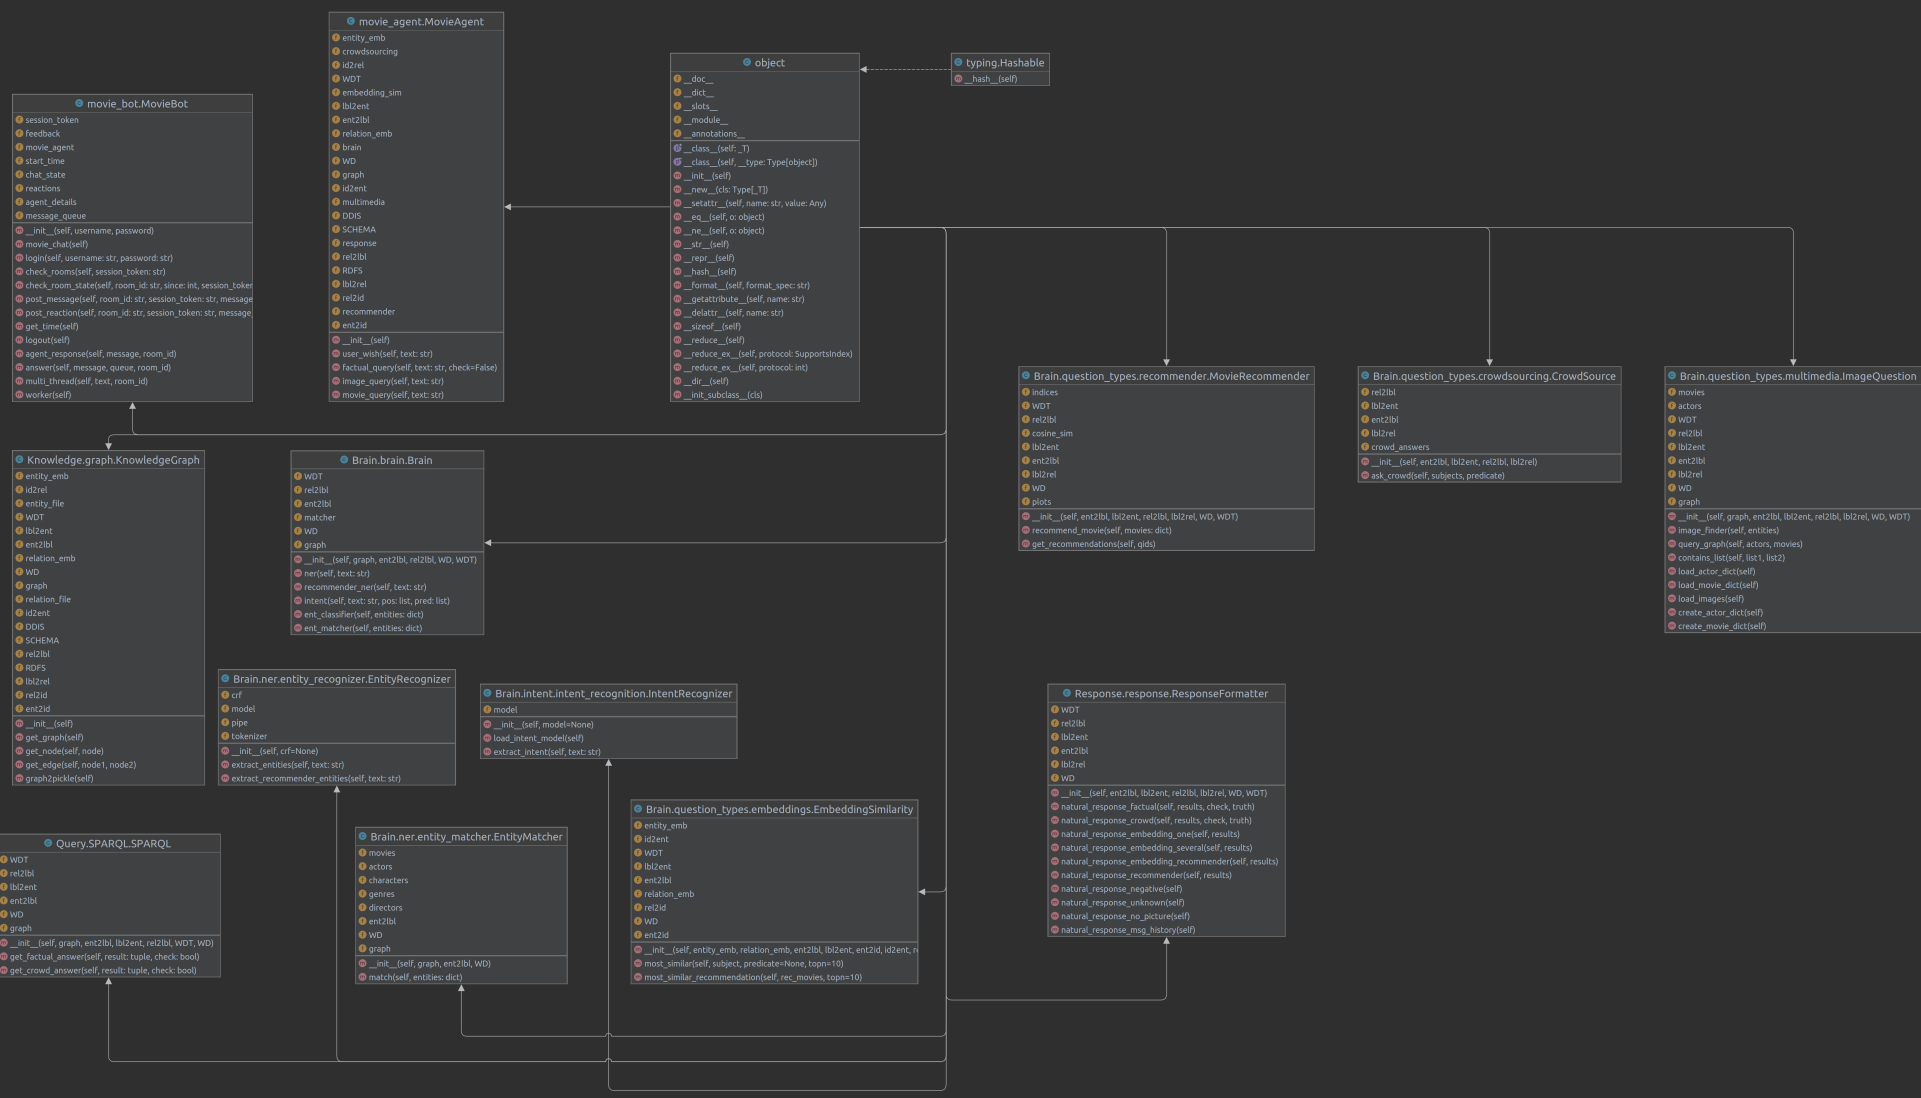 movie_agent.MovieAgent
entity_emb
crowdsourcing
id2rel
WDT
embedding_sim
lbl2ent
ent2lbl
relation_emb
brain
WD
graph
id2ent
multimedia
DDIS
SCHEMA
response
rel2lbl
RDFS
lbl2rel
rel2id
recommender
ent2id
__init__(self)
user_wish(self, text: str)
factual_query(self, text: str, check=False)
image_query(self, text: str)
movie_query(self, text: str)
object
__doc__
__dict__
__slots__
__module__
__annotations__
__class__(self: _T)
__class__(self, __type: Type[object])
__init__(self)
__new__(cls: Type[_T])
__setattr__(self, name: str, value: Any)
__eq__(self, o: object)
__ne__(self, o: object)
__str__(self)
__repr__(self)
__hash__(self)
__format__(self, format_spec: str)
__getattribute__(self, name: str)
__delattr__(self, name: str)
__sizeof__(self)
__reduce__(self)
__reduce_ex__(self, protocol: SupportsIndex)
__reduce_ex__(self, protocol: int)
__dir__(self)
__init_subclass__(cls)
typing.Hashable
__hash__(self)
movie_bot.MovieBot
session_token
feedback
movie_agent
start_time
chat_state
reactions
agent_details
message_queue
__init__(self, username, password)
movie_chat(self)
login(self, username: str, password: str)
check_rooms(self, session_token: str)
check_room_state(self, room_id: str, since: int, session_token
post_message(self, room_id: str, session_token: str, message
post_reaction(self, room_id: str, session_token: str, message_
get_time(self)
logout(self)
agent_response(self, message, room_id)
answer(self, message, queue, room_id)
multi_thread(self, text, room_id)
worker(self)
Brain.question_types.recommender.MovieRecommender
indices
WDT
rel2lbl
cosine_sim
lbl2ent
ent2lbl
lbl2rel
WD
plots
__init__(self, ent2lbl, lbl2ent, rel2lbl, lbl2rel, WD, WDT)
recommend_movie(self, movies: dict)
get_recommendations(self, qids)
Brain.question_types.crowdsourcing.CrowdSource
rel2lbl
lbl2ent
ent2lbl
lbl2rel
crowd_answers
__init__(self, ent2lbl, lbl2ent, rel2lbl, lbl2rel)
ask_crowd(self, subjects, predicate)
Brain.question_types.multimedia.ImageQuestion
movies
actors
WDT
rel2lbl
lbl2ent
ent2lbl
lbl2rel
WD
graph
__init__(self, graph, ent2lbl, lbl2ent, rel2lbl, lbl2rel, WD, WDT)
image_finder(self, entities)
query_graph(self, actors, movies)
contains_list(self, list1, list2)
load_actor_dict(self)
load_movie_dict(self)
load_images(self)
create_actor_dict(self)
create_movie_dict(self)
Knowledge.graph.KnowledgeGraph
entity_emb
id2rel
entity_file
WDT
lbl2ent
ent2lbl
relation_emb
WD
graph
relation_file
id2ent
DDIS
SCHEMA
rel2lbl
RDFS
lbl2rel
rel2id
ent2id
__init__(self)
get_graph(self)
get_node(self, node)
get_edge(self, node1, node2)
graph2pickle(self)
Brain.brain.Brain
WDT
rel2lbl
ent2lbl
matcher
WD
graph
__init__(self, graph, ent2lbl, rel2lbl, WD, WDT)
ner(self, text: str)
recommender_ner(self, text: str)
intent(self, text: str, pos: list, pred: list)
ent_classifier(self, entities: dict)
ent_matcher(self, entities: dict)
Brain.ner.entity_recognizer.EntityRecognizer
crf
model
pipe
tokenizer
__init__(self, crf=None)
extract_entities(self, text: str)
extract_recommender_entities(self, text: str)
Brain.intent.intent_recognition.IntentRecognizer
model
__init__(self, model=None)
load_intent_model(self)
extract_intent(self, text: str)
Response.response.ResponseFormatter
WDT
rel2lbl
lbl2ent
ent2lbl
lbl2rel
WD
__init__(self, ent2lbl, lbl2ent, rel2lbl, lbl2rel, WD, WDT)
natural_response_factual(self, results, check, truth)
natural_response_crowd(self, results, check, truth)
natural_response_embedding_one(self, results)
natural_response_embedding_several(self, results)
natural_response_embedding_recommender(self, results)
natural_response_recommender(self, results)
natural_response_negative(self)
natural_response_unknown(self)
natural_response_no_picture(self)
natural_response_msg_history(self)
Query.SPARQL.SPARQL
WDT
rel2lbl
lbl2ent
ent2lbl
WD
graph
__init__(self, graph, ent2lbl, lbl2ent, rel2lbl, WDT, WD)
get_factual_answer(self, result: tuple, check: bool)
get_crowd_answer(self, result: tuple, check: bool)
Brain.ner.entity_matcher.EntityMatcher
movies
actors
characters
genres
directors
ent2lbl
WD
graph
__init__(self, graph, ent2lbl, WD)
match(self, entities: dict)
Brain.question_types.embeddings.EmbeddingSimilarity
entity_emb
id2ent
WDT
lbl2ent
ent2lbl
relation_emb
rel2id
WD
ent2id
__init__(self, entity_emb, relation_emb, ent2lbl, lbl2ent, ent2id, id2ent, r
most_similar(self, subject, predicate=None, topn=10)
most_similar_recommendation(self, rec_movies, topn=10)